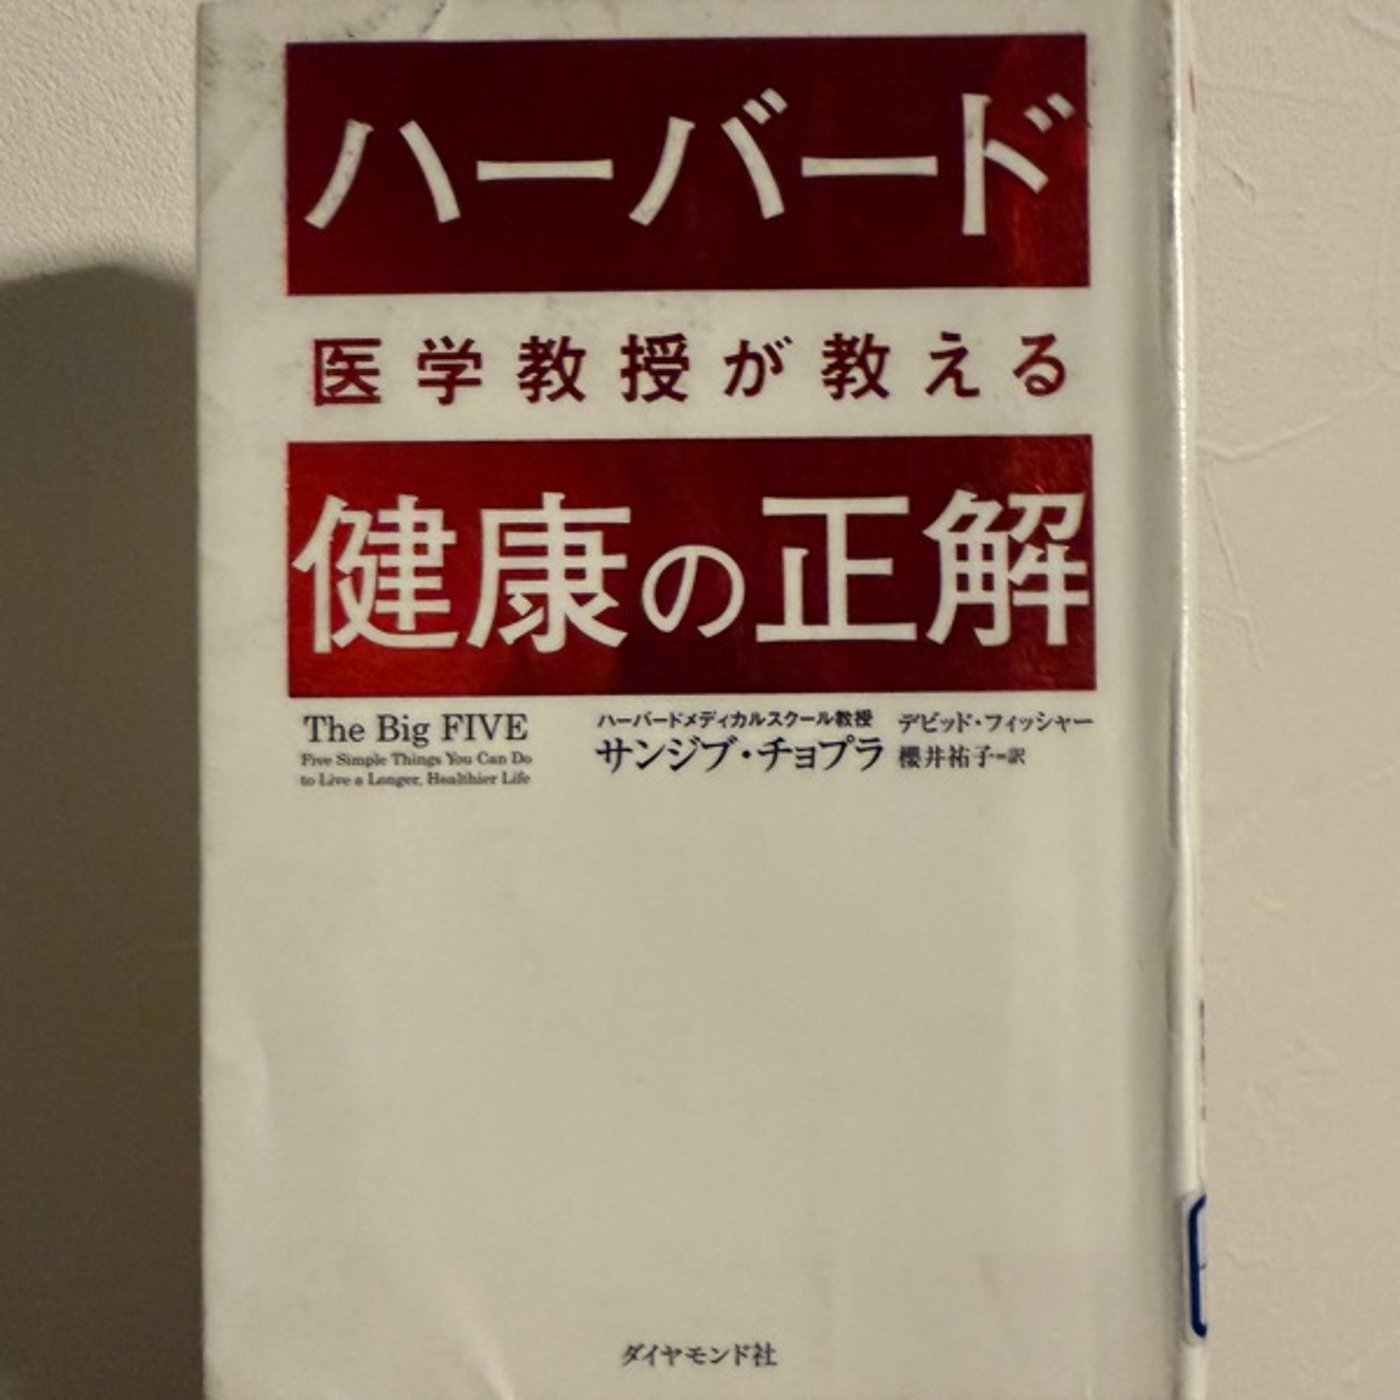 ハーバード
医学教授が教える
健康の正解
The Big FIVE
Five Simple Things You Can Do
to Live a Longer, Healthier Life
ハーバードメディカルスクール教授
サンジブ・チョプラ
デビッド・フィッシャー
櫻井祐子=訳
ダイヤモンド社